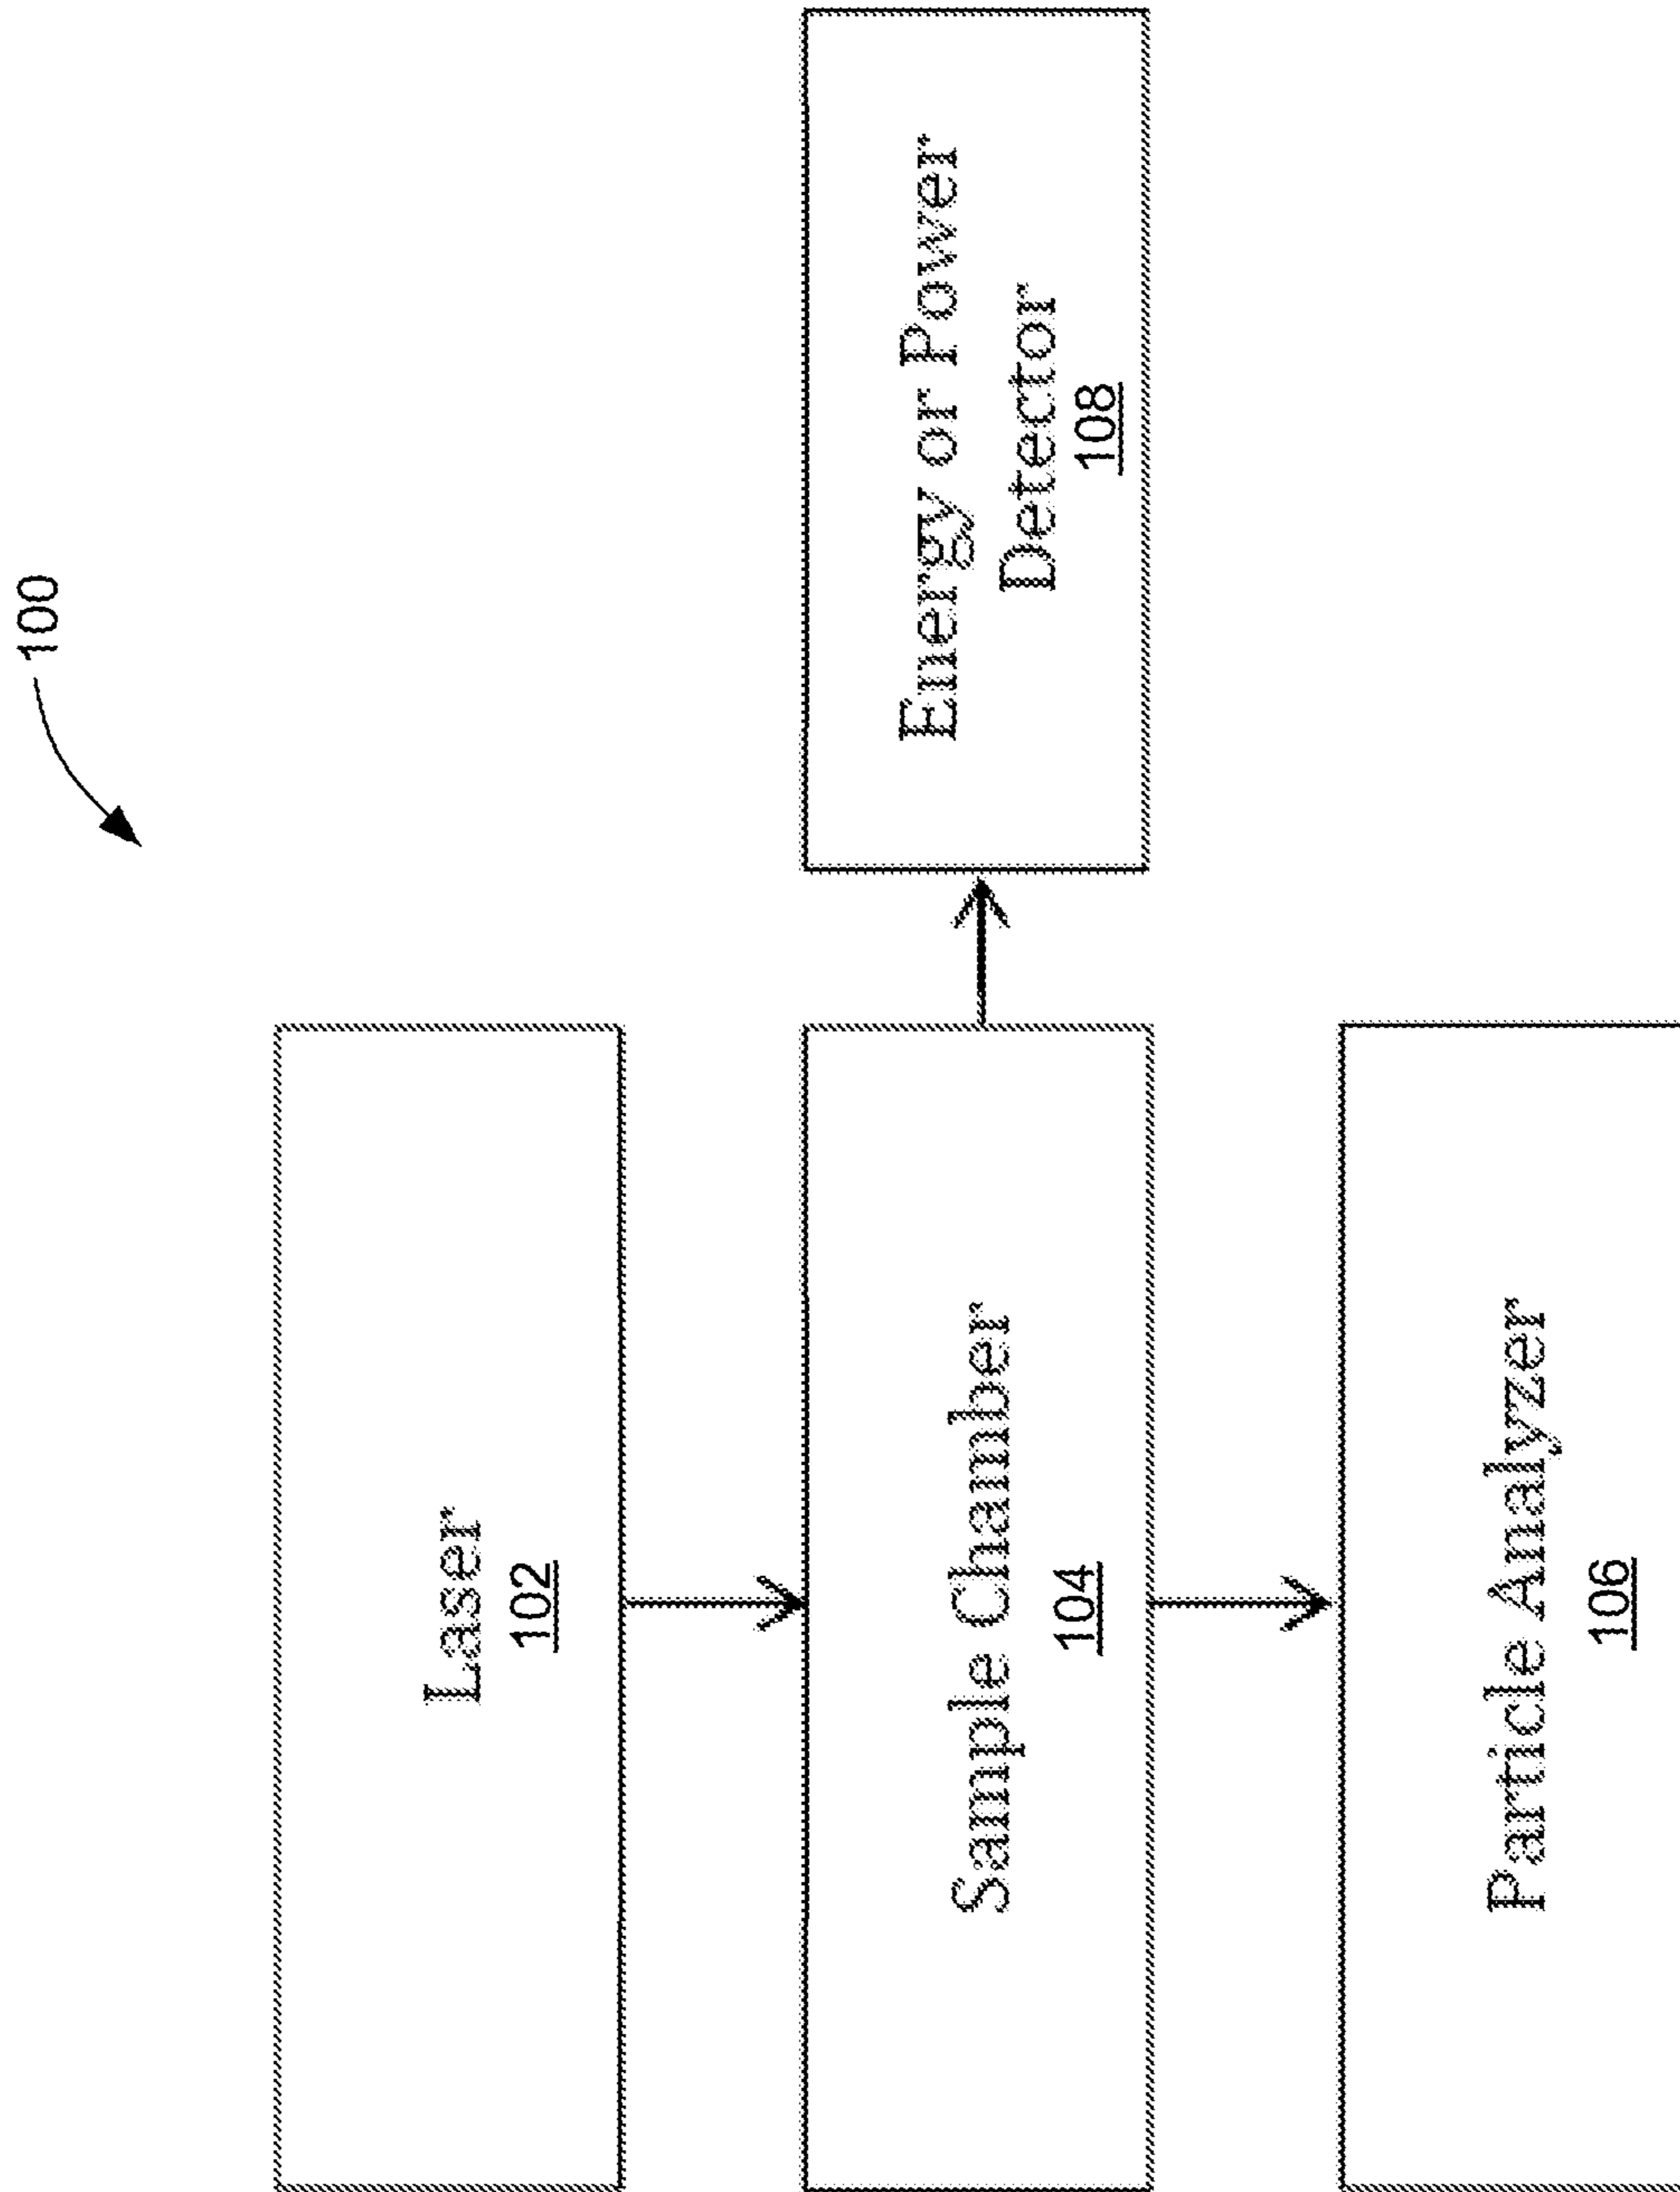 100
Laser
102
Sample Chamber
104
Particle Analyzer
106
Energy or Power
Detector
108